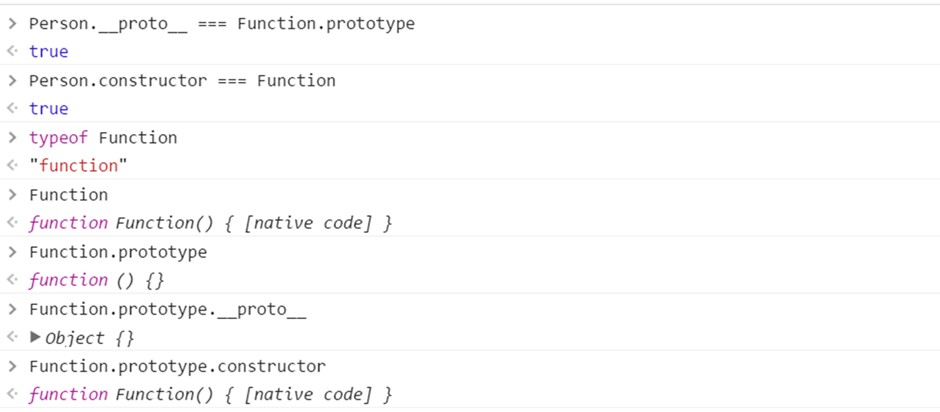 Person.__proto__ === Function.prototype
true
Person.constructor === Function
true
typeof Function
"function"
Function
function Function() { [native code] }
Function.prototype
function () {}
Function.prototype.__proto__
Object {}
Function.prototype.constructor
function Function() { [native code] }